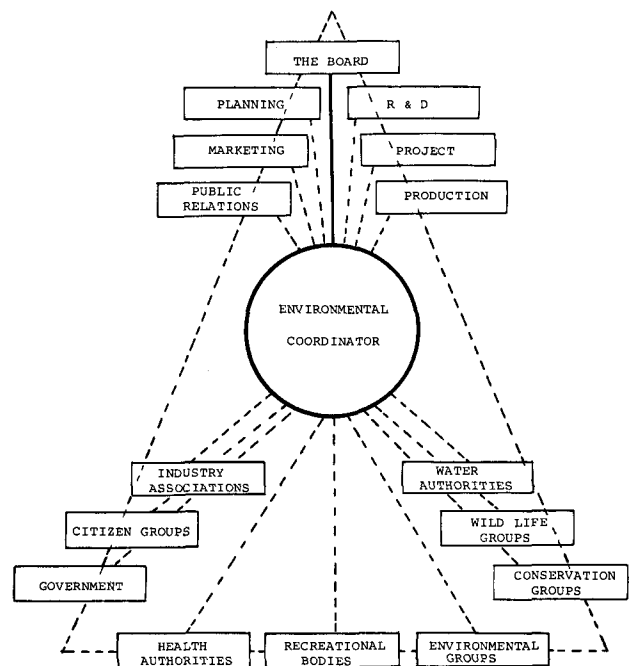 THE BOARD
PLANNING
R & D
MARKETING
PROJECT
PUBLIC
RELATIONS
PRODUCTION
ENVIRONMENTAL
COORDINATOR
INDUSTRY
ASSOCIATIONS
WATER
AUTHORITIES
CITIZEN GROUPS
WILD LIFE
GROUPS
GOVERNMENT
CONSERVATION
GROUPS
HEALTH
AUTHORITIES
RECREATIONAL
BODIES
ENVIRONMENTAL
GROUPS